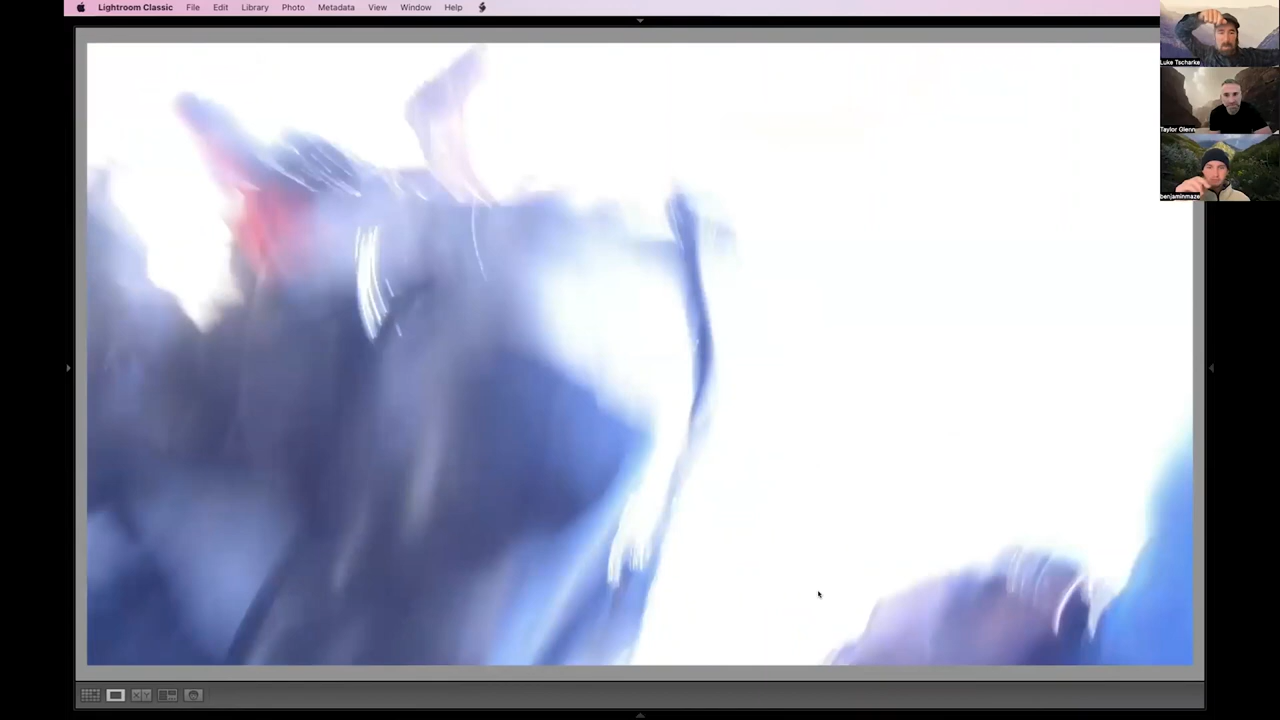 Lightroom Classic File Edit Library Photo Metadata View Window Help
Luke Tscharke
Taylor Glenn
benjaminmaze
X Y